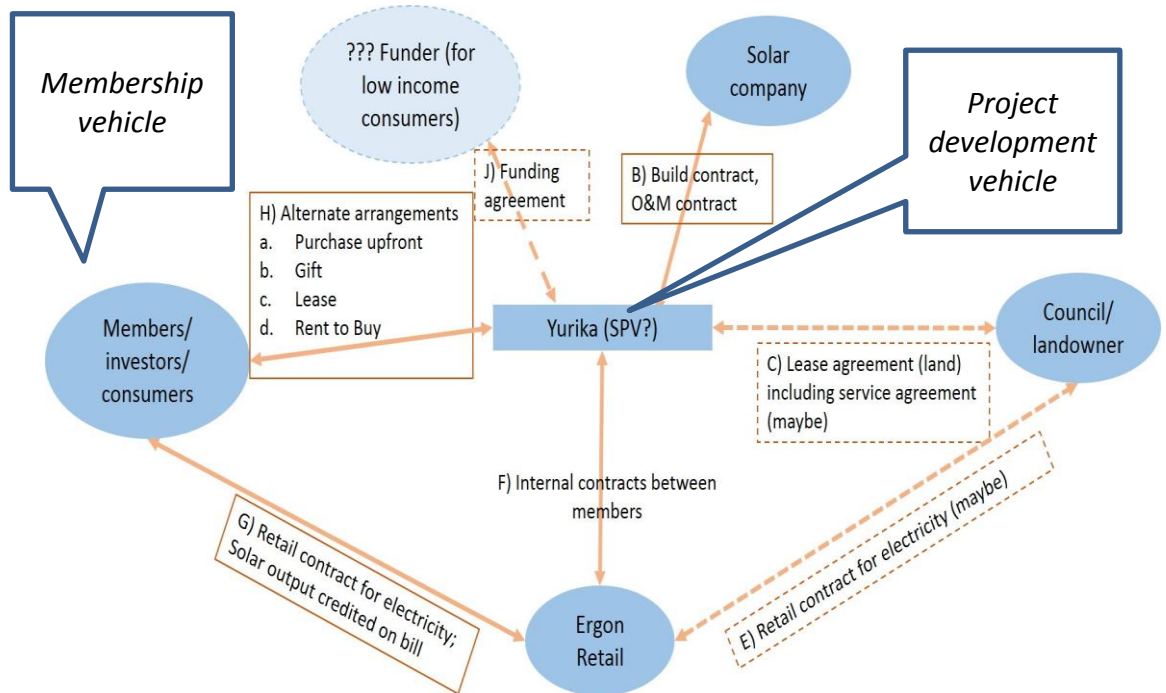 ??? Funder (for
low income
consumers)
Solar
company
Membership
vehicle
Project
development
vehicle
J) Funding
agreement
B) Build contract,
O&M contract
H) Alternate arrangements
a. Purchase upfront
b. Gift
c. Lease
d. Rent to Buy
Members/
investors/
consumers
Yurika (SPV?)
Council/
landowner
C) Lease agreement (land)
including service agreement
(maybe)
F) Internal contracts between
members
G) Retail contract for electricity;
Solar output credited on bill
E) Retail contract for electricity (maybe)
Ergon
Retail